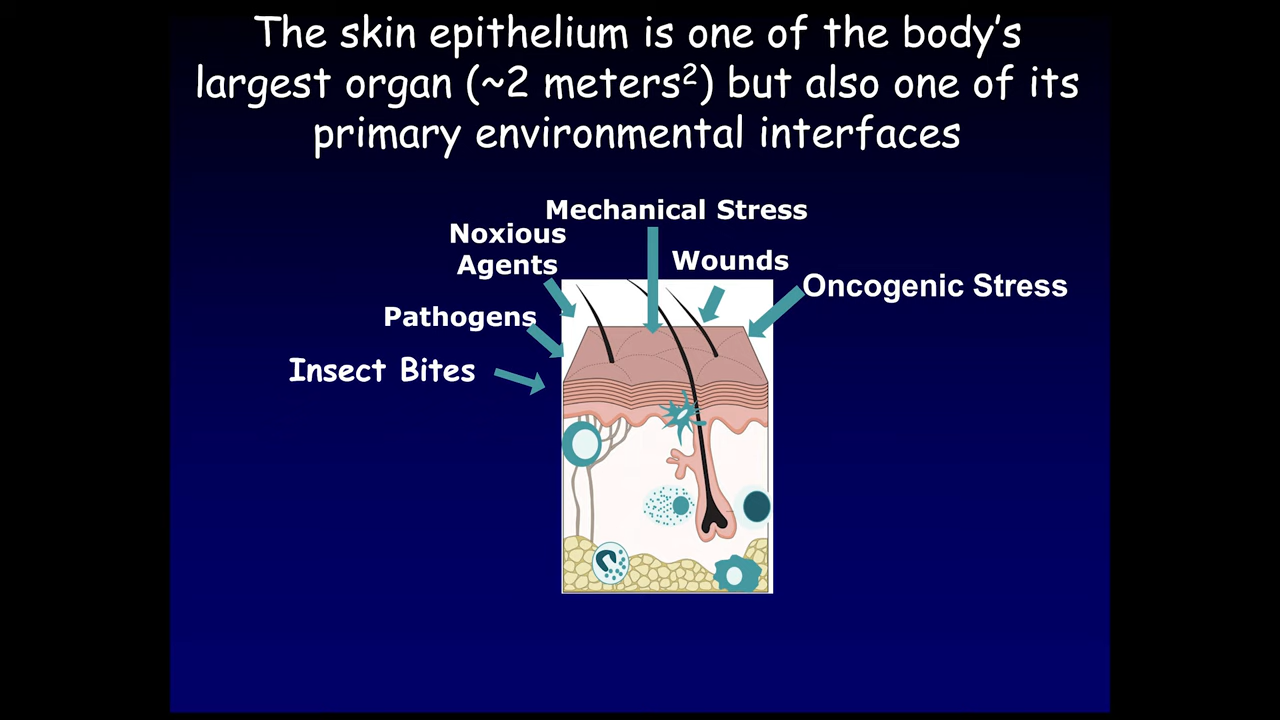 The skin epithelium is one of the body’s
largest organ (~2 meters²) but also one of its
primary environmental interfaces
Mechanical Stress
Noxious
Agents
Wounds
Oncogenic Stress
Pathogens
Insect Bites